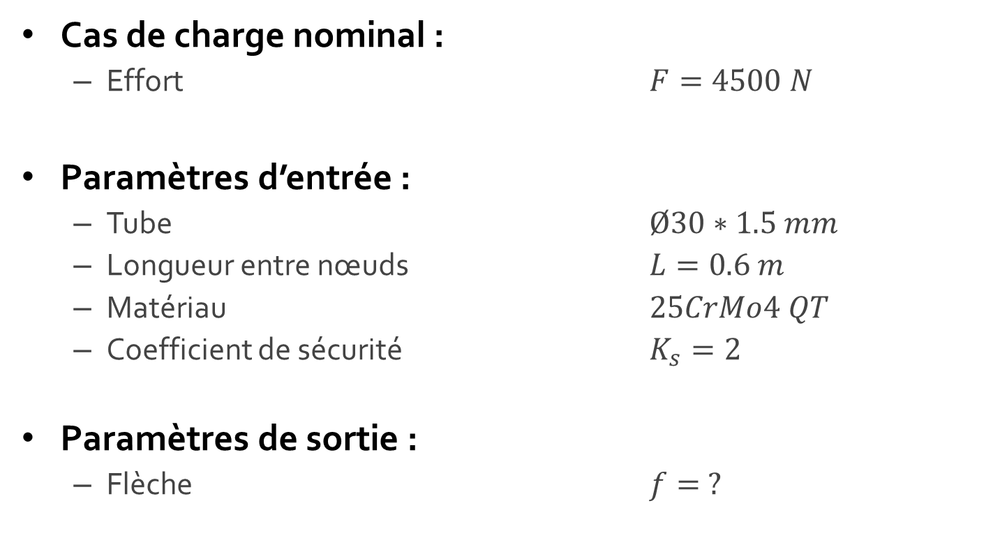 • Cas de charge nominal :
– Effort F = 4500 N
• Paramètres d’entrée :
– Tube Ø30 ∗ 1.5 mm
– Longueur entre nœuds L = 0.6 m
– Matériau 25CrMo4 QT
– Coefficient de sécurité Kₛ = 2
• Paramètres de sortie :
– Flèche f = ?